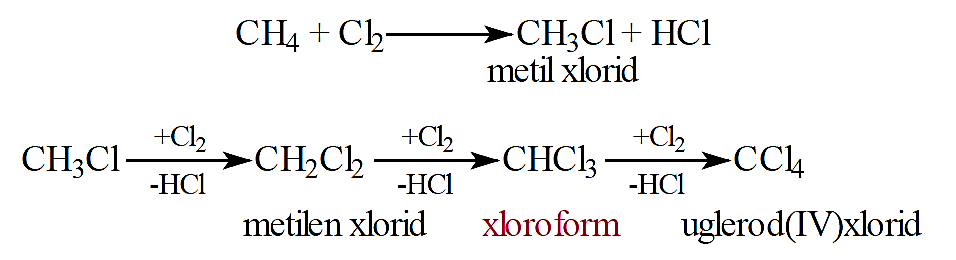 CH4 + Cl2 → CH3Cl + HCl
metil xlorid
+Cl2 +Cl2 +Cl2
CH3Cl → CH2Cl2 → CHCl3 → CCl4
-HCl -HCl -HCl
metilen xlorid xloroform uglerod(IV)xlorid